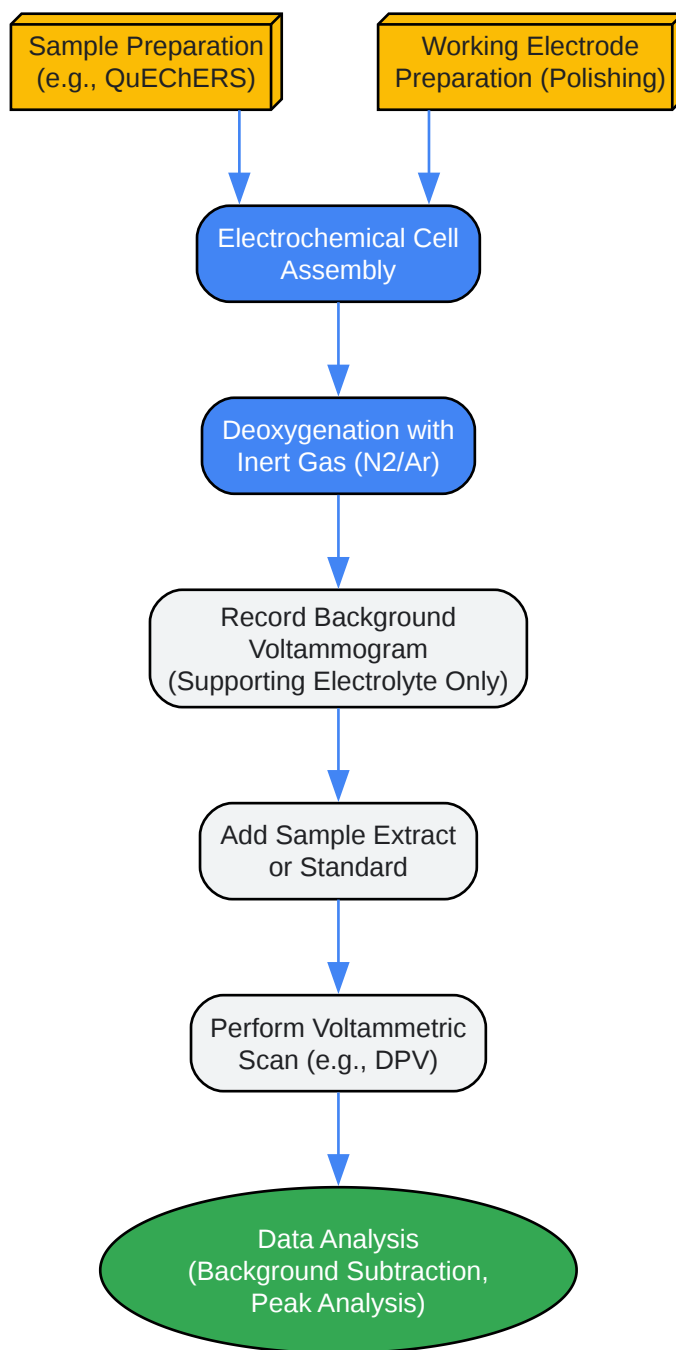 Sample Preparation
(e.g., QuEChERS)
Working Electrode
Preparation (Polishing)
Electrochemical Cell
Assembly
Deoxygenation with
Inert Gas (N2/Ar)
Record Background
Voltammogram
(Supporting Electrolyte Only)
Add Sample Extract
or Standard
Perform Voltammetric
Scan (e.g., DPV)
Data Analysis
(Background Subtraction,
Peak Analysis)